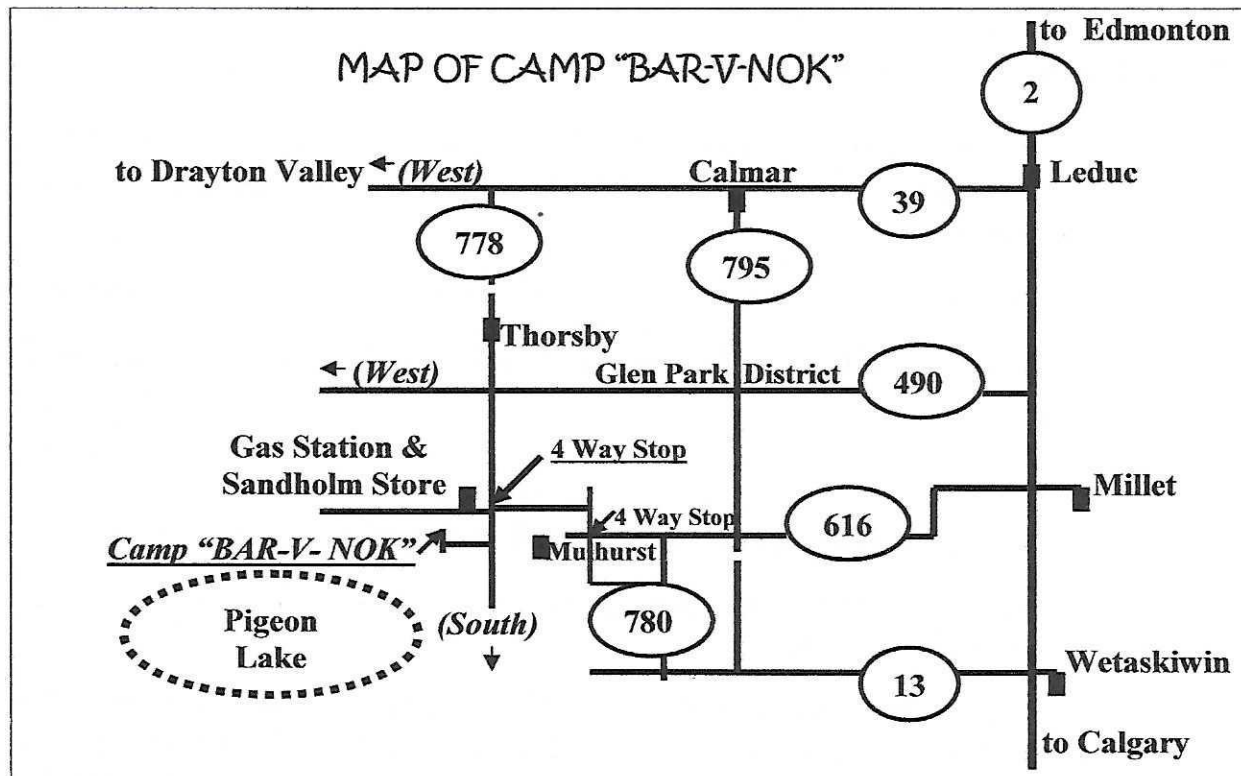 to Edmonton
MAP OF CAMP "BAR-V-NOK"
2
to Drayton Valley (West)
Calmar
Leduc
39
778
795
Thorsby
(West)
Glen Park District
490
Gas Station &
Sandholm Store
4 Way Stop
Millet
4 Way Stop
616
Camp "BAR-V- NOK"
Mulhurst
Pigeon
Lake
(South)
780
Wetaskiwin
13
to Calgary